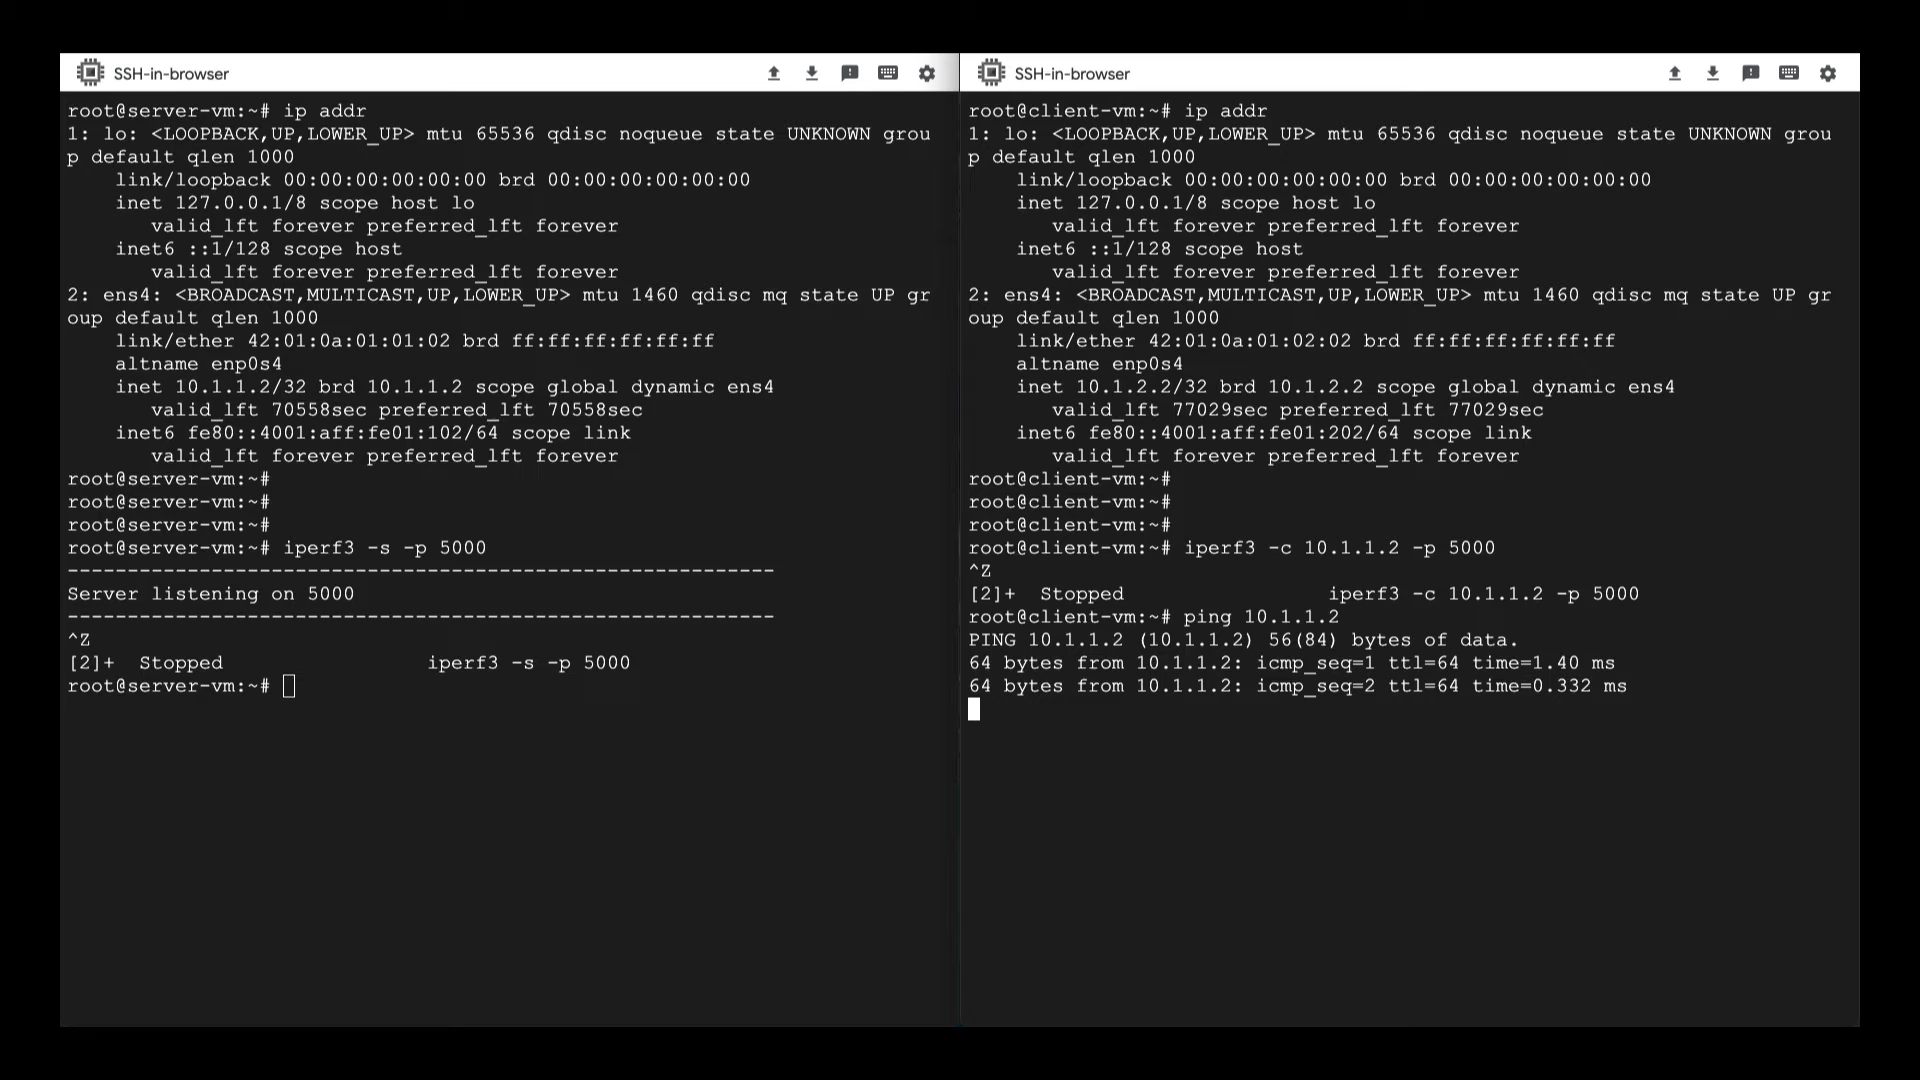 SSH-in-browser
root@server-vm:~# ip addr
1: lo: <LOOPBACK,UP,LOWER_UP> mtu 65536 qdisc noqueue state UNKNOWN grou
p default qlen 1000
    link/loopback 00:00:00:00:00:00 brd 00:00:00:00:00:00
    inet 127.0.0.1/8 scope host lo
       valid_lft forever preferred_lft forever
    inet6 ::1/128 scope host
       valid_lft forever preferred_lft forever
2: ens4: <BROADCAST,MULTICAST,UP,LOWER_UP> mtu 1460 qdisc mq state UP gr
oup default qlen 1000
    link/ether 42:01:0a:01:01:02 brd ff:ff:ff:ff:ff:ff
    altname enp0s4
    inet 10.1.1.2/32 brd 10.1.1.2 scope global dynamic ens4
       valid_lft 70558sec preferred_lft 70558sec
    inet6 fe80::4001:aff:fe01:102/64 scope link
       valid_lft forever preferred_lft forever
root@server-vm:~#
root@server-vm:~#
root@server-vm:~#
root@server-vm:~# iperf3 -s -p 5000
-----------------------------------------------------------
Server listening on 5000
-----------------------------------------------------------
^Z
[2]+  Stopped                 iperf3 -s -p 5000
root@server-vm:~#
SSH-in-browser
root@client-vm:~# ip addr
1: lo: <LOOPBACK,UP,LOWER_UP> mtu 65536 qdisc noqueue state UNKNOWN grou
p default qlen 1000
    link/loopback 00:00:00:00:00:00 brd 00:00:00:00:00:00
    inet 127.0.0.1/8 scope host lo
       valid_lft forever preferred_lft forever
    inet6 ::1/128 scope host
       valid_lft forever preferred_lft forever
2: ens4: <BROADCAST,MULTICAST,UP,LOWER_UP> mtu 1460 qdisc mq state UP gr
oup default qlen 1000
    link/ether 42:01:0a:01:02:02 brd ff:ff:ff:ff:ff:ff
    altname enp0s4
    inet 10.1.2.2/32 brd 10.1.2.2 scope global dynamic ens4
       valid_lft 77029sec preferred_lft 77029sec
    inet6 fe80::4001:aff:fe01:202/64 scope link
       valid_lft forever preferred_lft forever
root@client-vm:~#
root@client-vm:~#
root@client-vm:~#
root@client-vm:~# iperf3 -c 10.1.1.2 -p 5000
^Z
[2]+  Stopped                 iperf3 -c 10.1.1.2 -p 5000
root@client-vm:~# ping 10.1.1.2
PING 10.1.1.2 (10.1.1.2) 56(84) bytes of data.
64 bytes from 10.1.1.2: icmp_seq=1 ttl=64 time=1.40 ms
64 bytes from 10.1.1.2: icmp_seq=2 ttl=64 time=0.332 ms